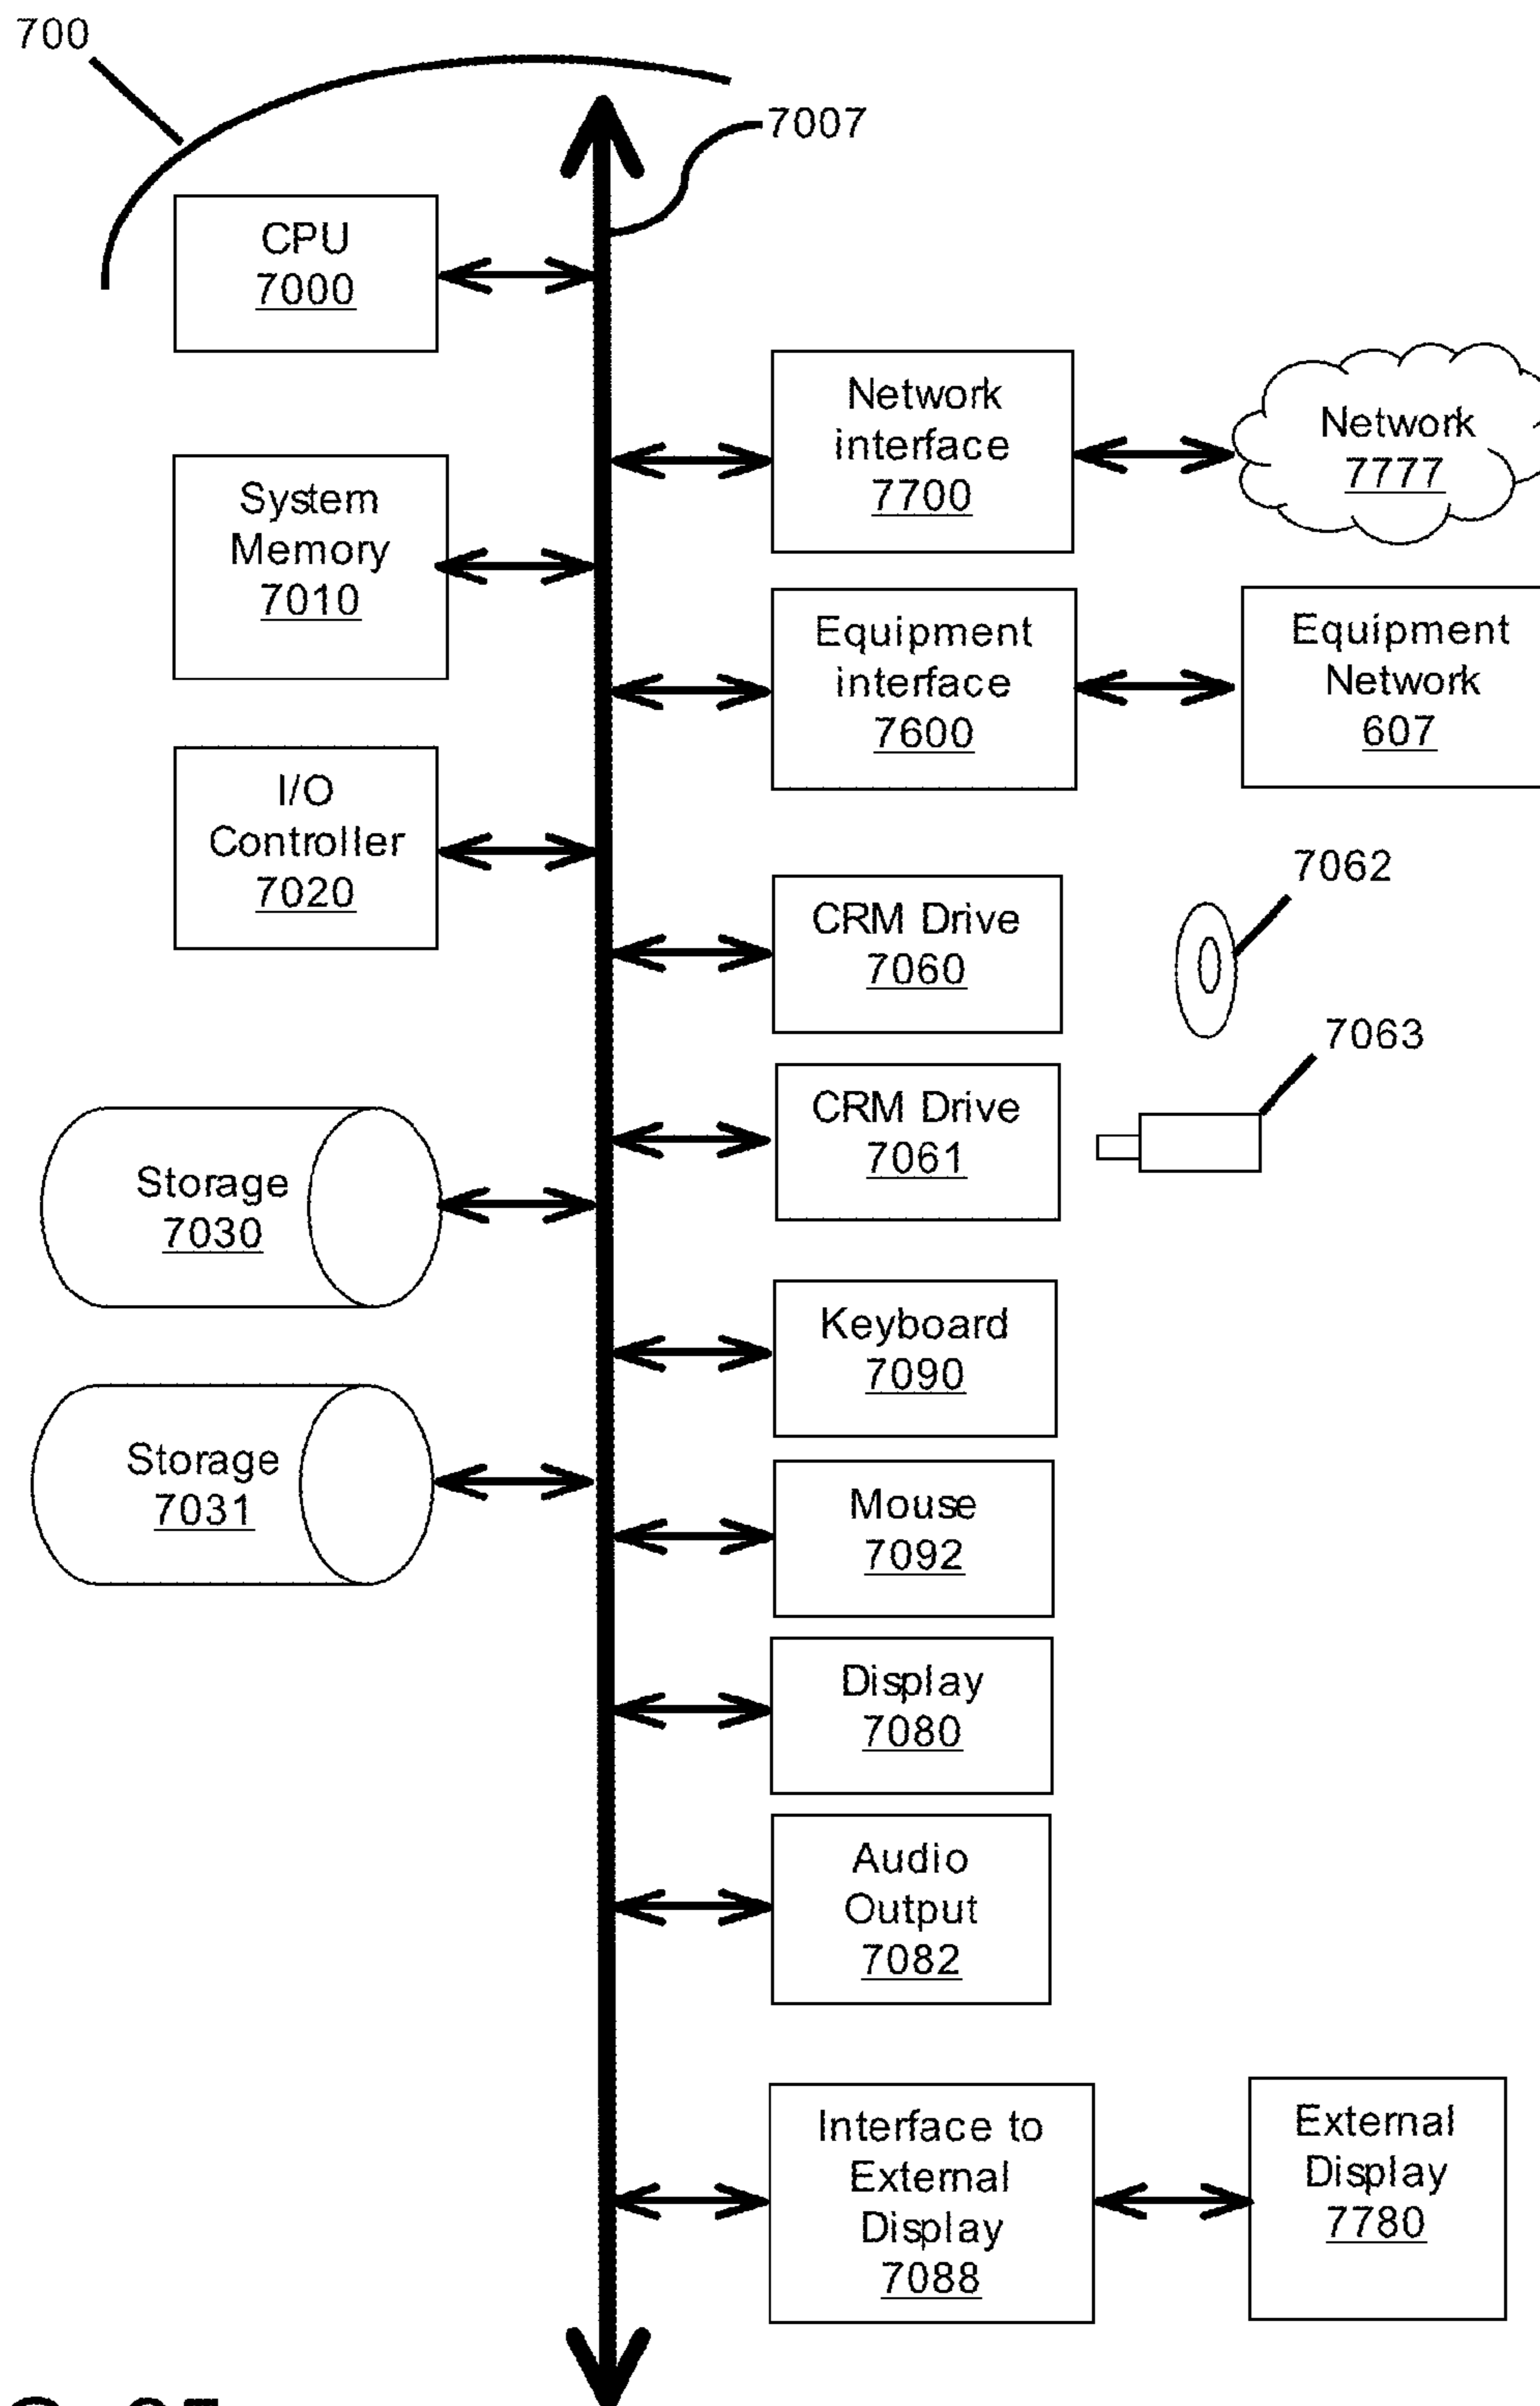 700
7007
CPU
7000
Network
interface
7700
Network
7777
System
Memory
7010
Equipment
interface
7600
Equipment
Network
607
I/O
Controller
7020
CRM Drive
7060
7062
CRM Drive
7061
7063
Storage
7030
Keyboard
7090
Storage
7031
Mouse
7092
Display
7080
Audio
Output
7082
Interface to
External
Display
7088
External
Display
7780